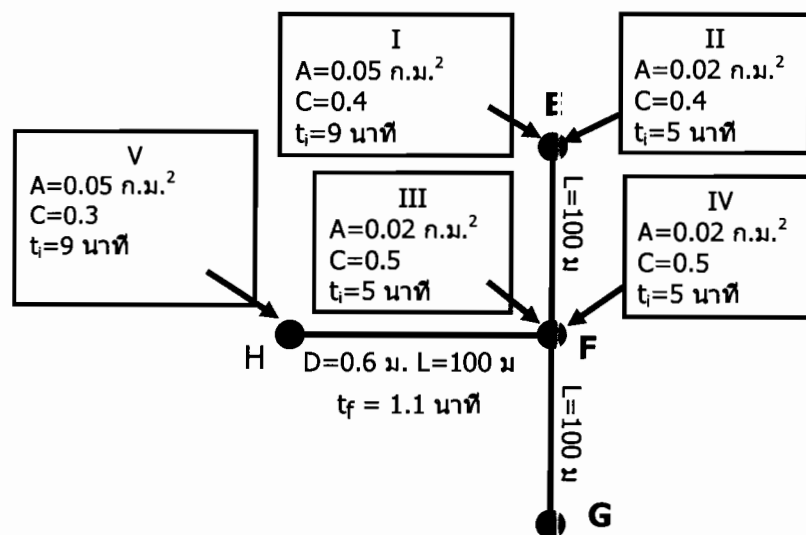 I
A=0.05 ก.ม.²
C=0.4
tᵢ=9 นาที
II
A=0.02 ก.ม.²
C=0.4
tᵢ=5 นาที
E
V
A=0.05 ก.ม.²
C=0.3
tᵢ=9 นาที
III
A=0.02 ก.ม.²
C=0.5
tᵢ=5 นาที
L=100 ม
IV
A=0.02 ก.ม.²
C=0.5
tᵢ=5 นาที
H
D=0.6 ม. L=100 ม
F
t_f = 1.1 นาที
L=100 ม
G